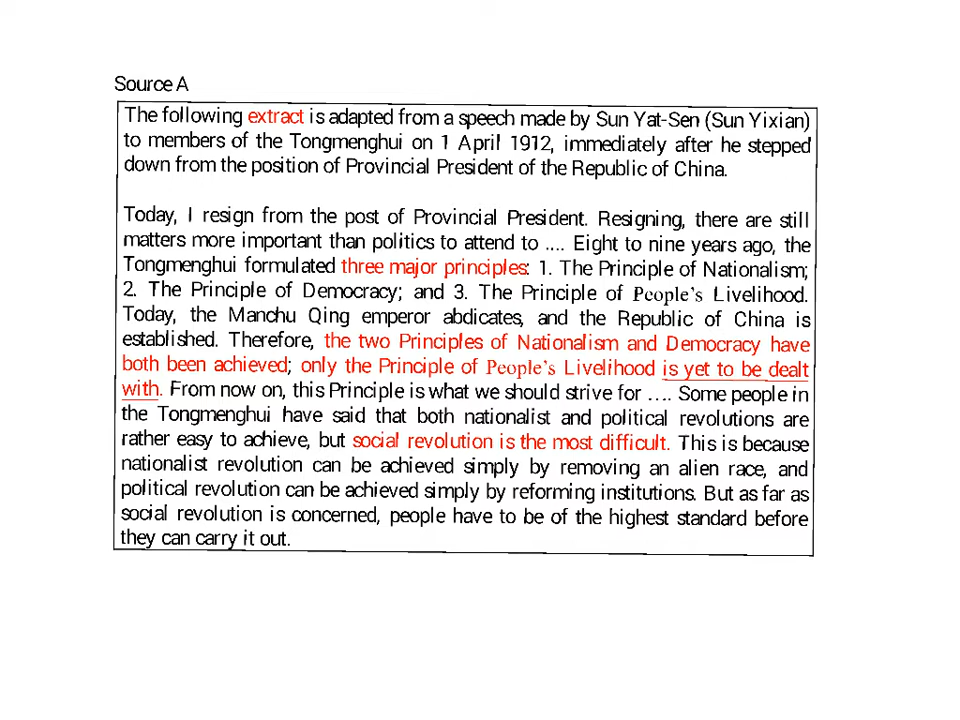 Source A
The following extract is adapted from a speech made by Sun Yat-Sen (Sun Yixian)
to members of the Tongmenghui on 1 April 1912, immediately after he stepped
down from the position of Provincial President of the Republic of China.
Today, I resign from the post of Provincial President. Resigning, there are still
matters more important than politics to attend to .... Eight to nine years ago, the
Tongmenghui formulated three major principles: 1. The Principle of Nationalism;
2. The Principle of Democracy; and 3. The Principle of People's Livelihood.
Today, the Manchu Qing emperor abdicates, and the Republic of China is
established. Therefore, the two Principles of Nationalism and Democracy have
both been achieved; only the Principle of People's Livelihood is yet to be dealt
with. From now on, this Principle is what we should strive for .... Some people in
the Tongmenghui have said that both nationalist and political revolutions are
rather easy to achieve, but social revolution is the most difficult. This is because
nationalist revolution can be achieved simply by removing an alien race, and
political revolution can be achieved simply by reforming institutions. But as far as
social revolution is concerned, people have to be of the highest standard before
they can carry it out.